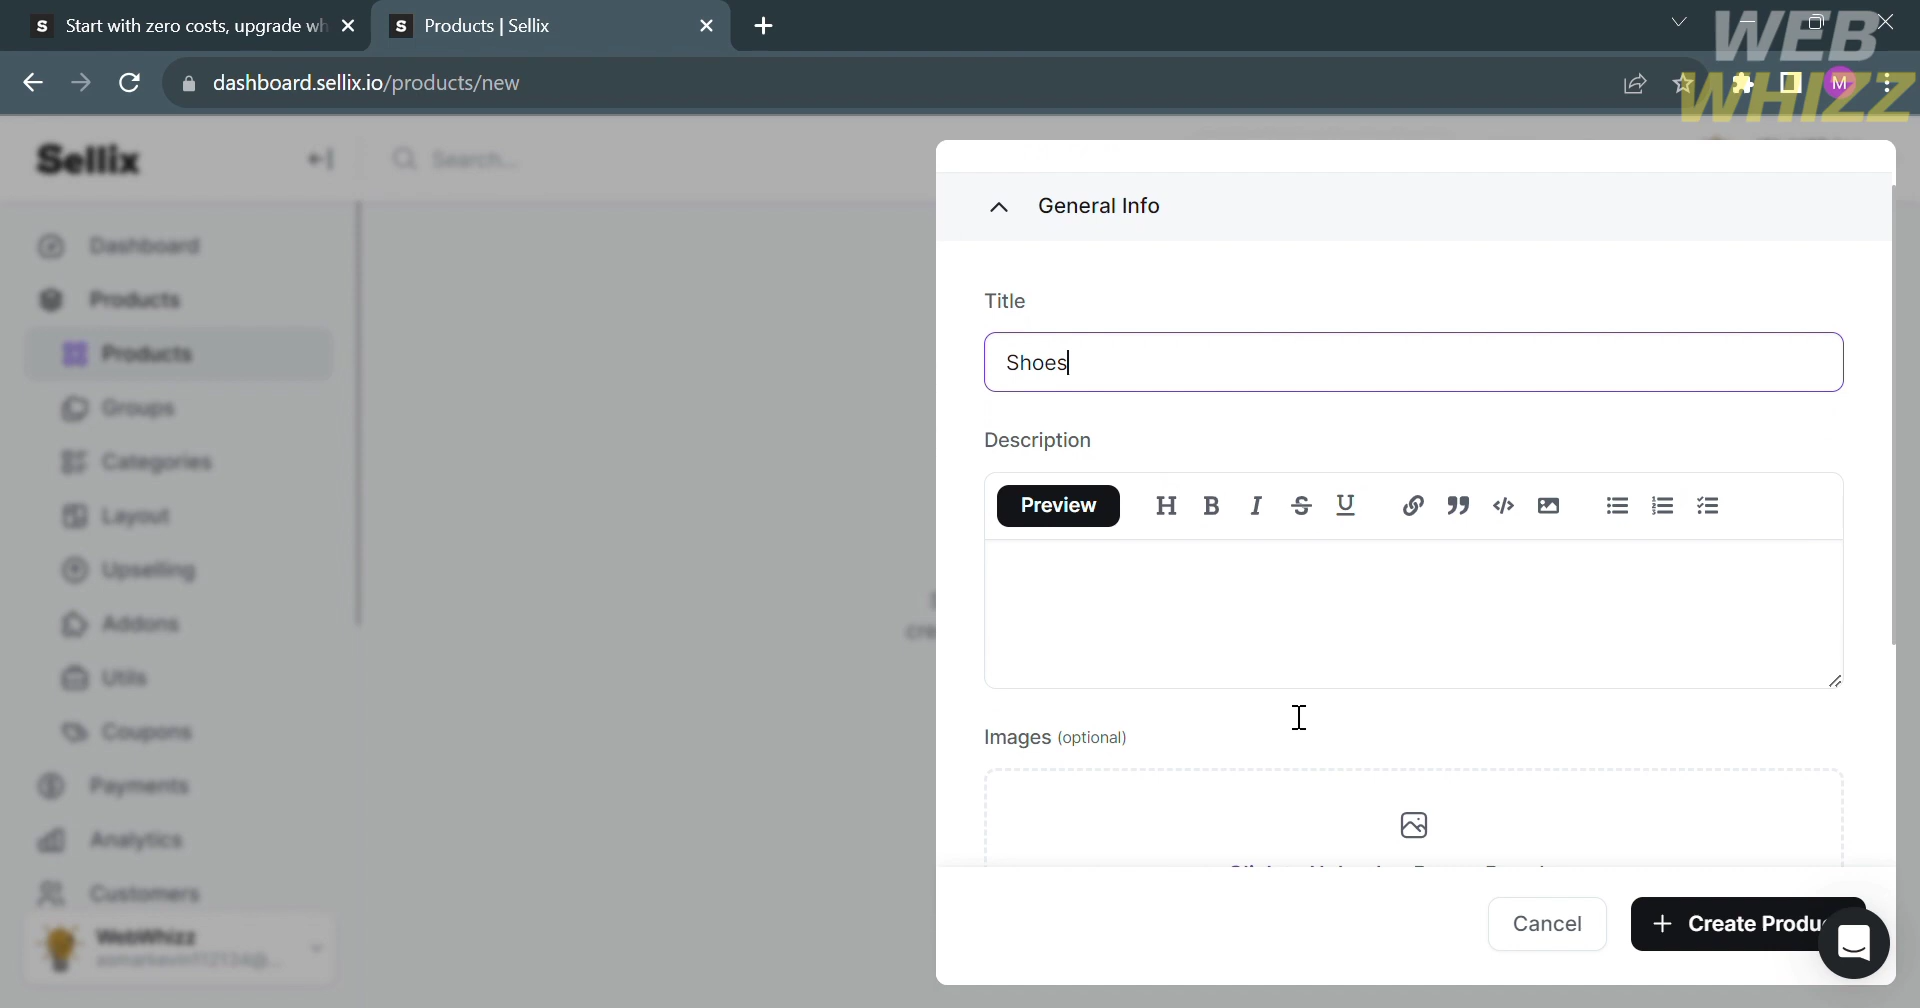 Start with zero costs, upgrade wh
Products | Sellix
WEB
WHIZZ
dashboard.sellix.io/products/new
M
Sellix
Search...
Dashboard
Products
Products
Groups
Categories
Layout
Upselling
Addons
Utils
Coupons
Payments
Analytics
Customers
WebWhizz
General Info
Title
Shoes
Description
Preview
Images (optional)
Cancel
+ Create Produ